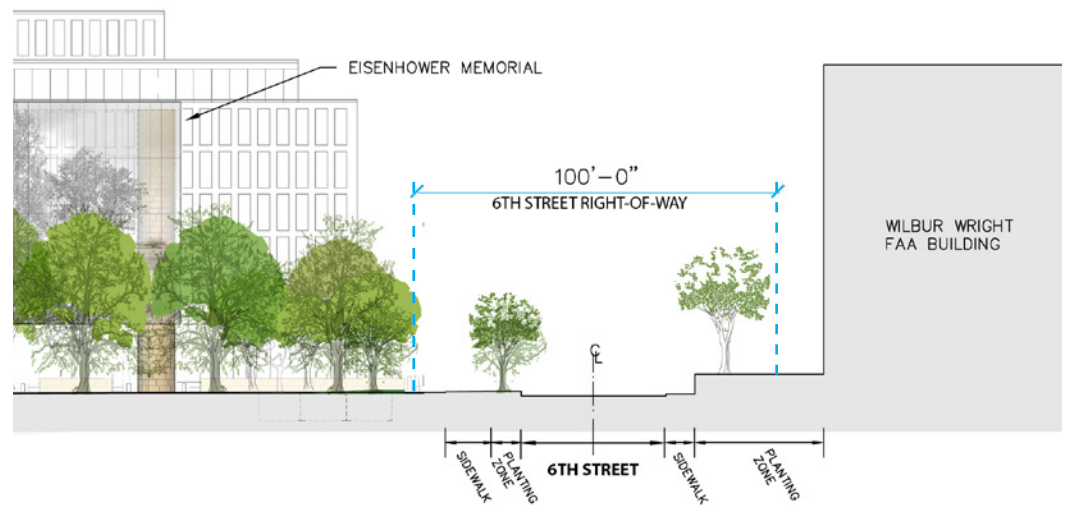 EISENHOWER MEMORIAL
100'-0"
6TH STREET RIGHT-OF-WAY
WILBUR WRIGHT
FAA BUILDING
℄
SIDEWALK
PLANTING
ZONE
6TH STREET
SIDEWALK
PLANTING
ZONE